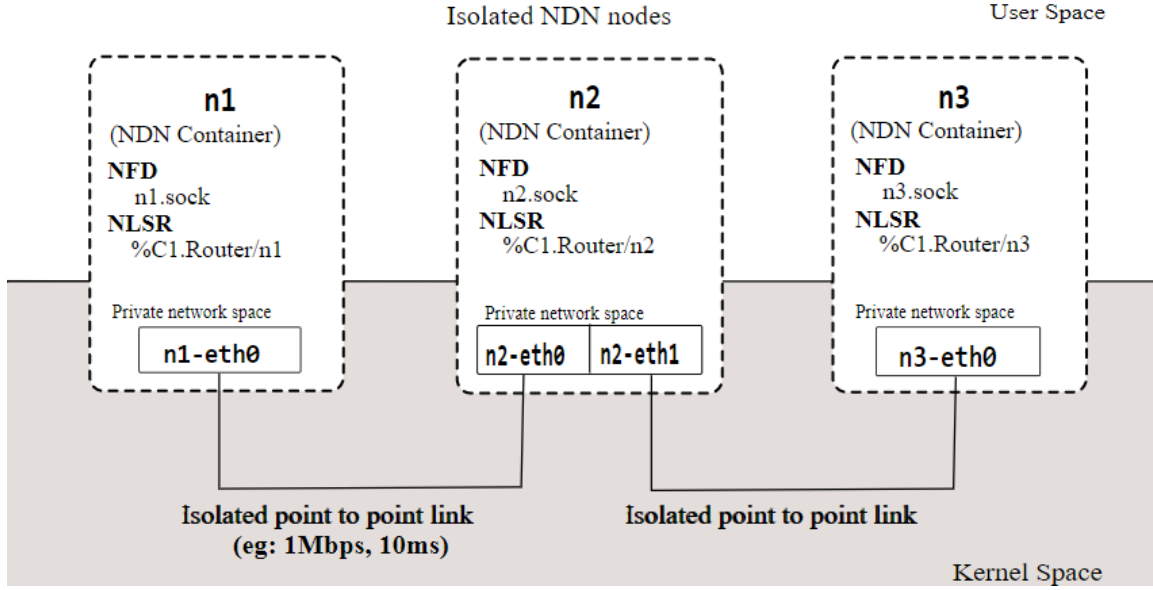 Isolated NDN nodes
User Space
n1
(NDN Container)
NFD
n1.sock
NLSR
%C1.Router/n1
Private network space
n1-eth0
n2
(NDN Container)
NFD
n2.sock
NLSR
%C1.Router/n2
Private network space
n2-eth0
n2-eth1
n3
(NDN Container)
NFD
n3.sock
NLSR
%C1.Router/n3
Private network space
n3-eth0
Isolated point to point link
(eg: 1Mbps, 10ms)
Isolated point to point link
Kernel Space